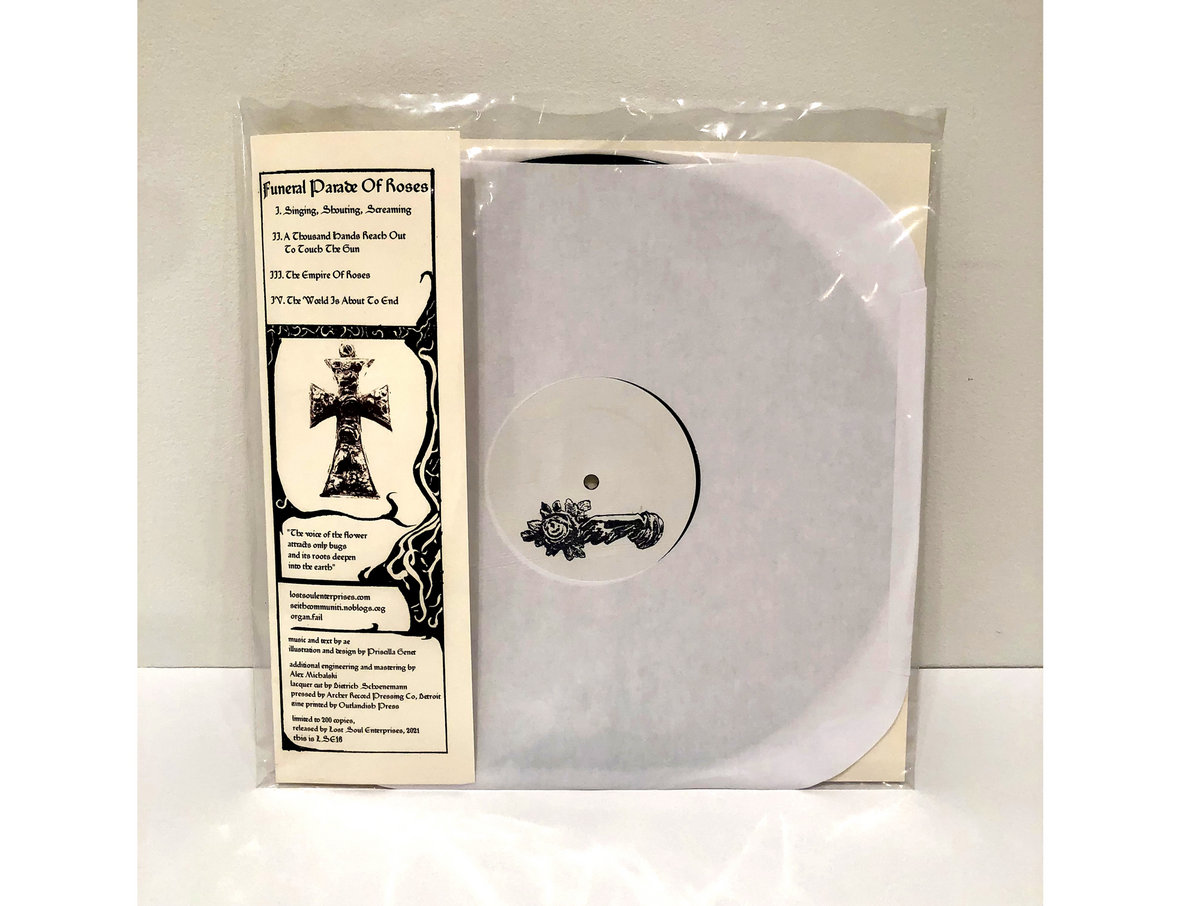 Funeral Parade Of Roses
I. Singing, Shouting, Screaming
II. A Thousand Hands Reach Out
To Touch The Sun
III. The Empire Of Roses
IV. The World Is About To End
"The voice of the flower
attracts only bugs
and its roots deepen
into the earth"
lostsoulenterprises.com
seithcommuniti.noblogs.org
organ.fail
music and text by ae
illustration and design by Priscilla Genet
additional engineering and mastering by
Alex Michalski
lacquer cut by Dietrich Schoenemann
pressed by Archer Record Pressing Co, Detroit
zine printed by Outlandish Press
limited to 200 copies,
released by Lost Soul Enterprises, 2021
this is LSE16